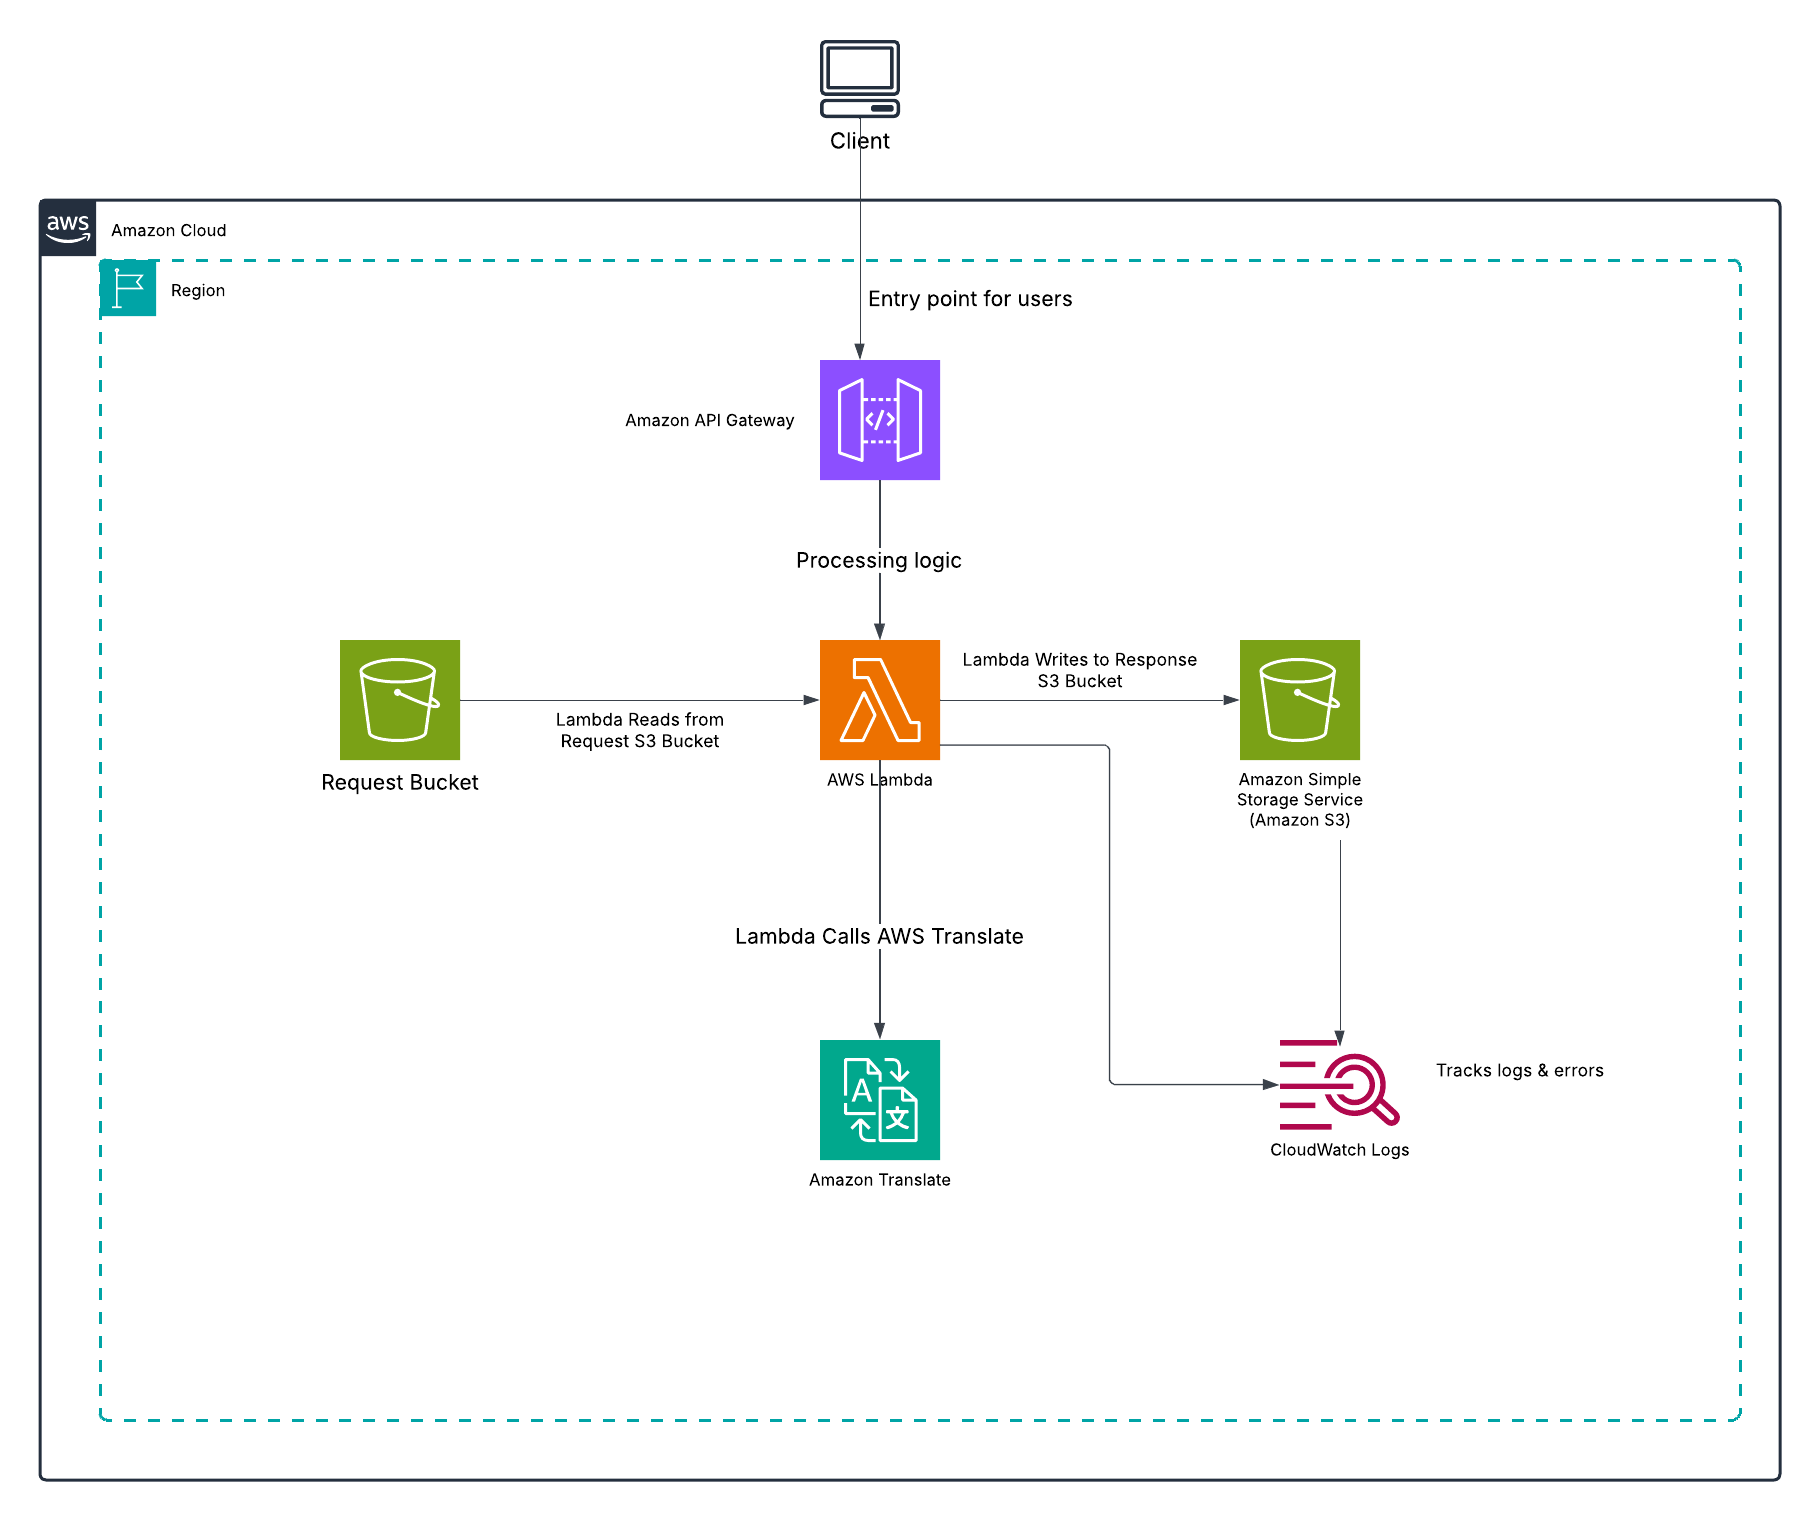 Client
aws
Amazon Cloud
Region
Entry point for users
Amazon API Gateway
Processing logic
Lambda Writes to Response
S3 Bucket
Lambda Reads from
Request S3 Bucket
Request Bucket
AWS Lambda
Amazon Simple
Storage Service
(Amazon S3)
Lambda Calls AWS Translate
A
文
Tracks logs & errors
CloudWatch Logs
Amazon Translate